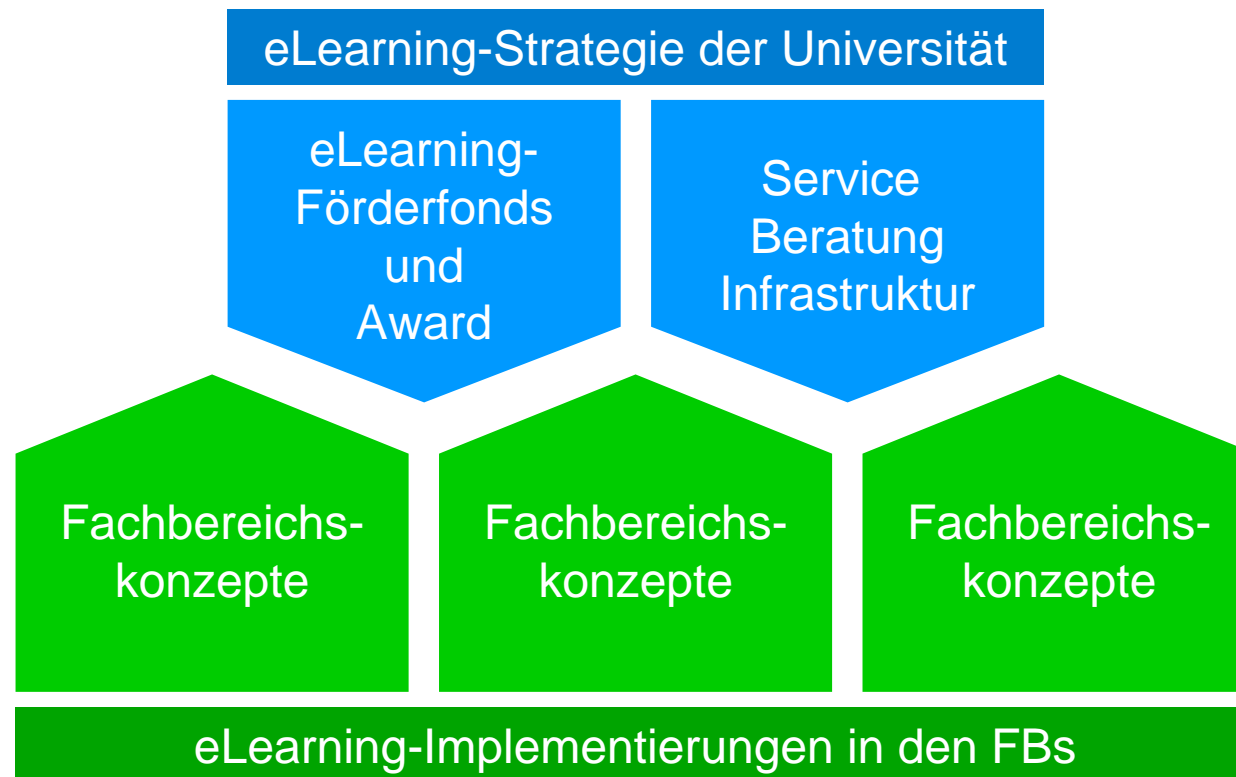 eLearning-Strategie der Universität
eLearning-
Förderfonds
und
Award
Service
Beratung
Infrastruktur
Fachbereichs-
konzepte
Fachbereichs-
konzepte
Fachbereichs-
konzepte
eLearning-Implementierungen in den FBs